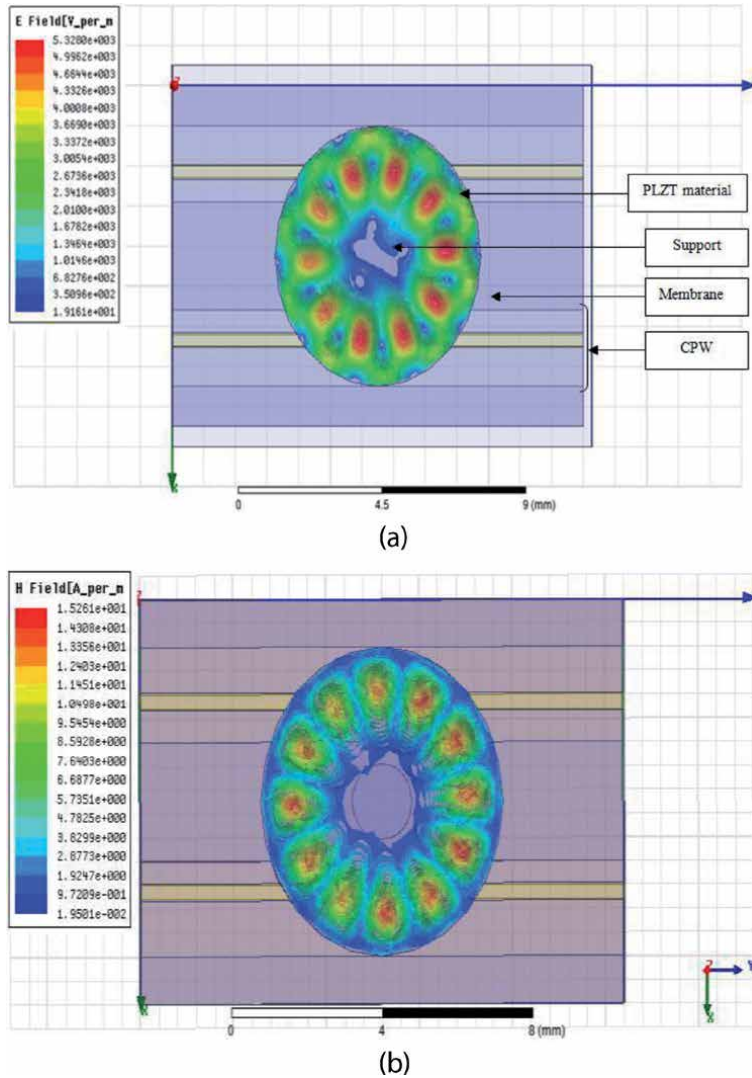 E Field[V_per_m
5.3280e+003
4.9962e+003
4.6644e+003
4.3326e+003
4.0008e+003
3.6690e+003
3.3372e+003
3.0054e+003
2.6736e+003
2.3418e+003
2.0100e+003
1.6782e+003
1.3464e+003
1.0146e+003
6.8276e+002
3.5096e+002
1.9161e+001
PLZT material
Support
Membrane
CPW
0 4.5 9 (mm)
(a)
H Field[A_per_m
1.5261e+001
1.4308e+001
1.3356e+001
1.2403e+001
1.1451e+001
1.0498e+001
9.5454e+000
8.5928e+000
7.6403e+000
6.6877e+000
5.7351e+000
4.7825e+000
3.8299e+000
2.8773e+000
1.9247e+000
9.7209e-001
1.9501e-002
0 4 8 (mm)
(b)